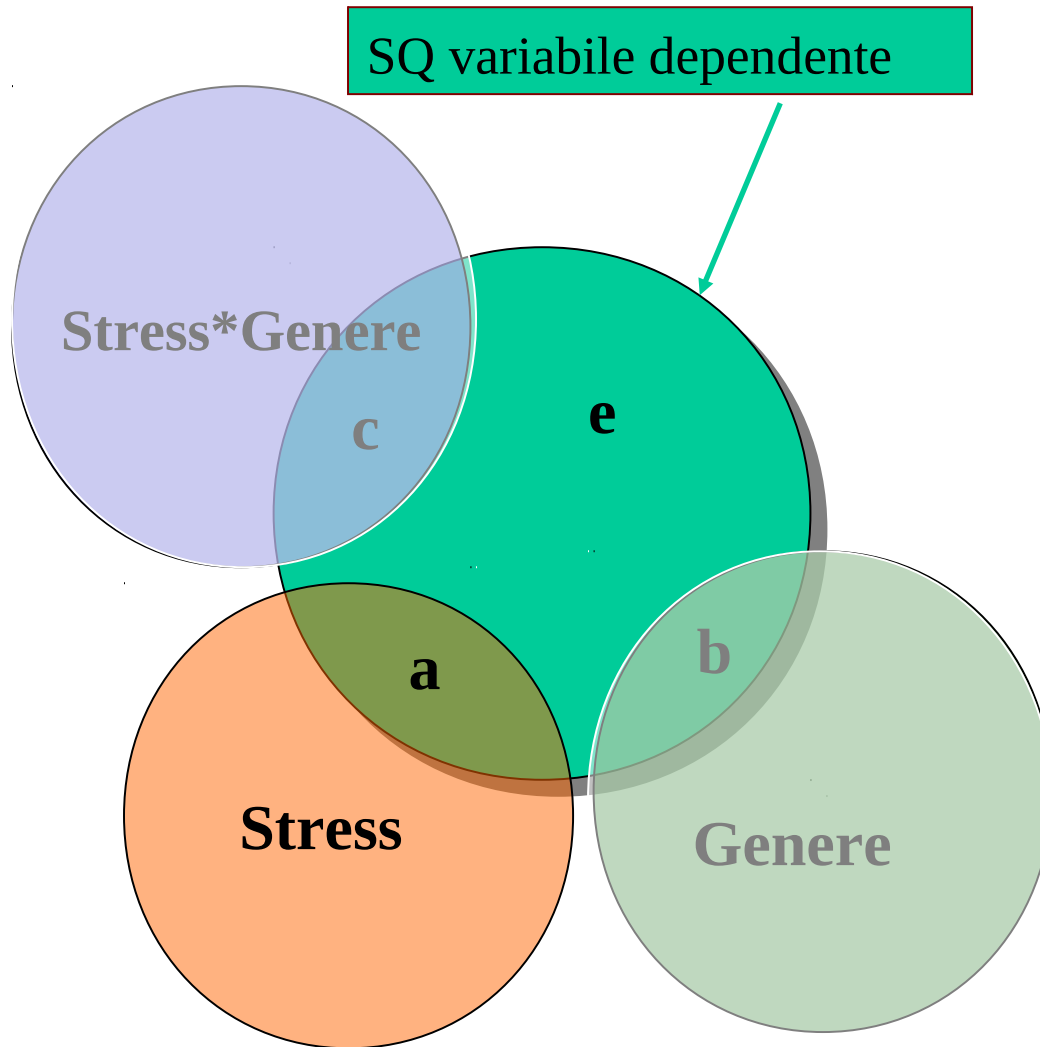 SQ variabile dependente
Stress*Genere
c
e
a
b
Stress
Genere